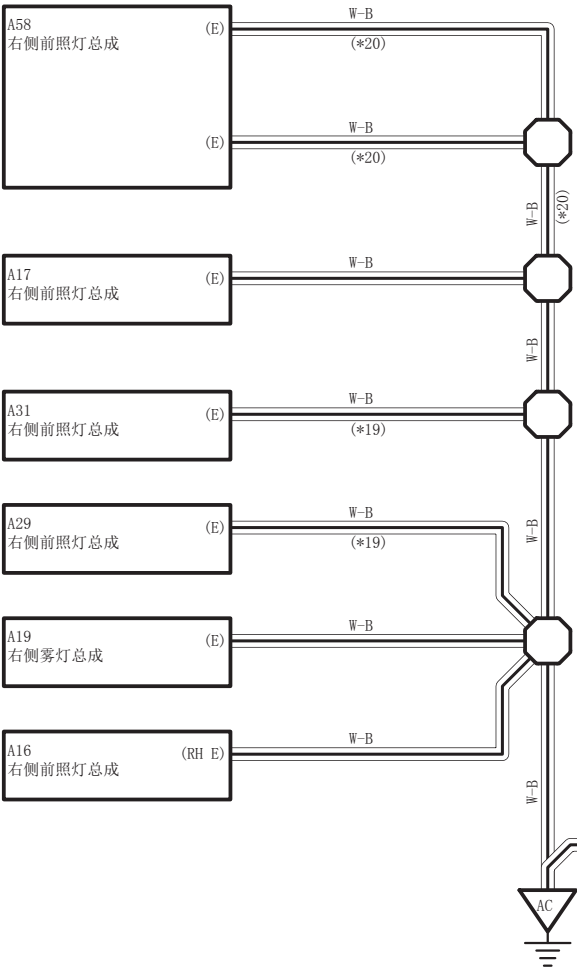 A58
右侧前照灯总成
(E)
W-B
(*20)
(E)
W-B
(*20)
W-B
(*20)
A17
右侧前照灯总成
(E)
W-B
W-B
A31
右侧前照灯总成
(E)
W-B
(*19)
W-B
A29
右侧前照灯总成
(E)
W-B
(*19)
A19
右侧雾灯总成
(E)
W-B
A16
右侧前照灯总成
(RH E)
W-B
W-B
AC